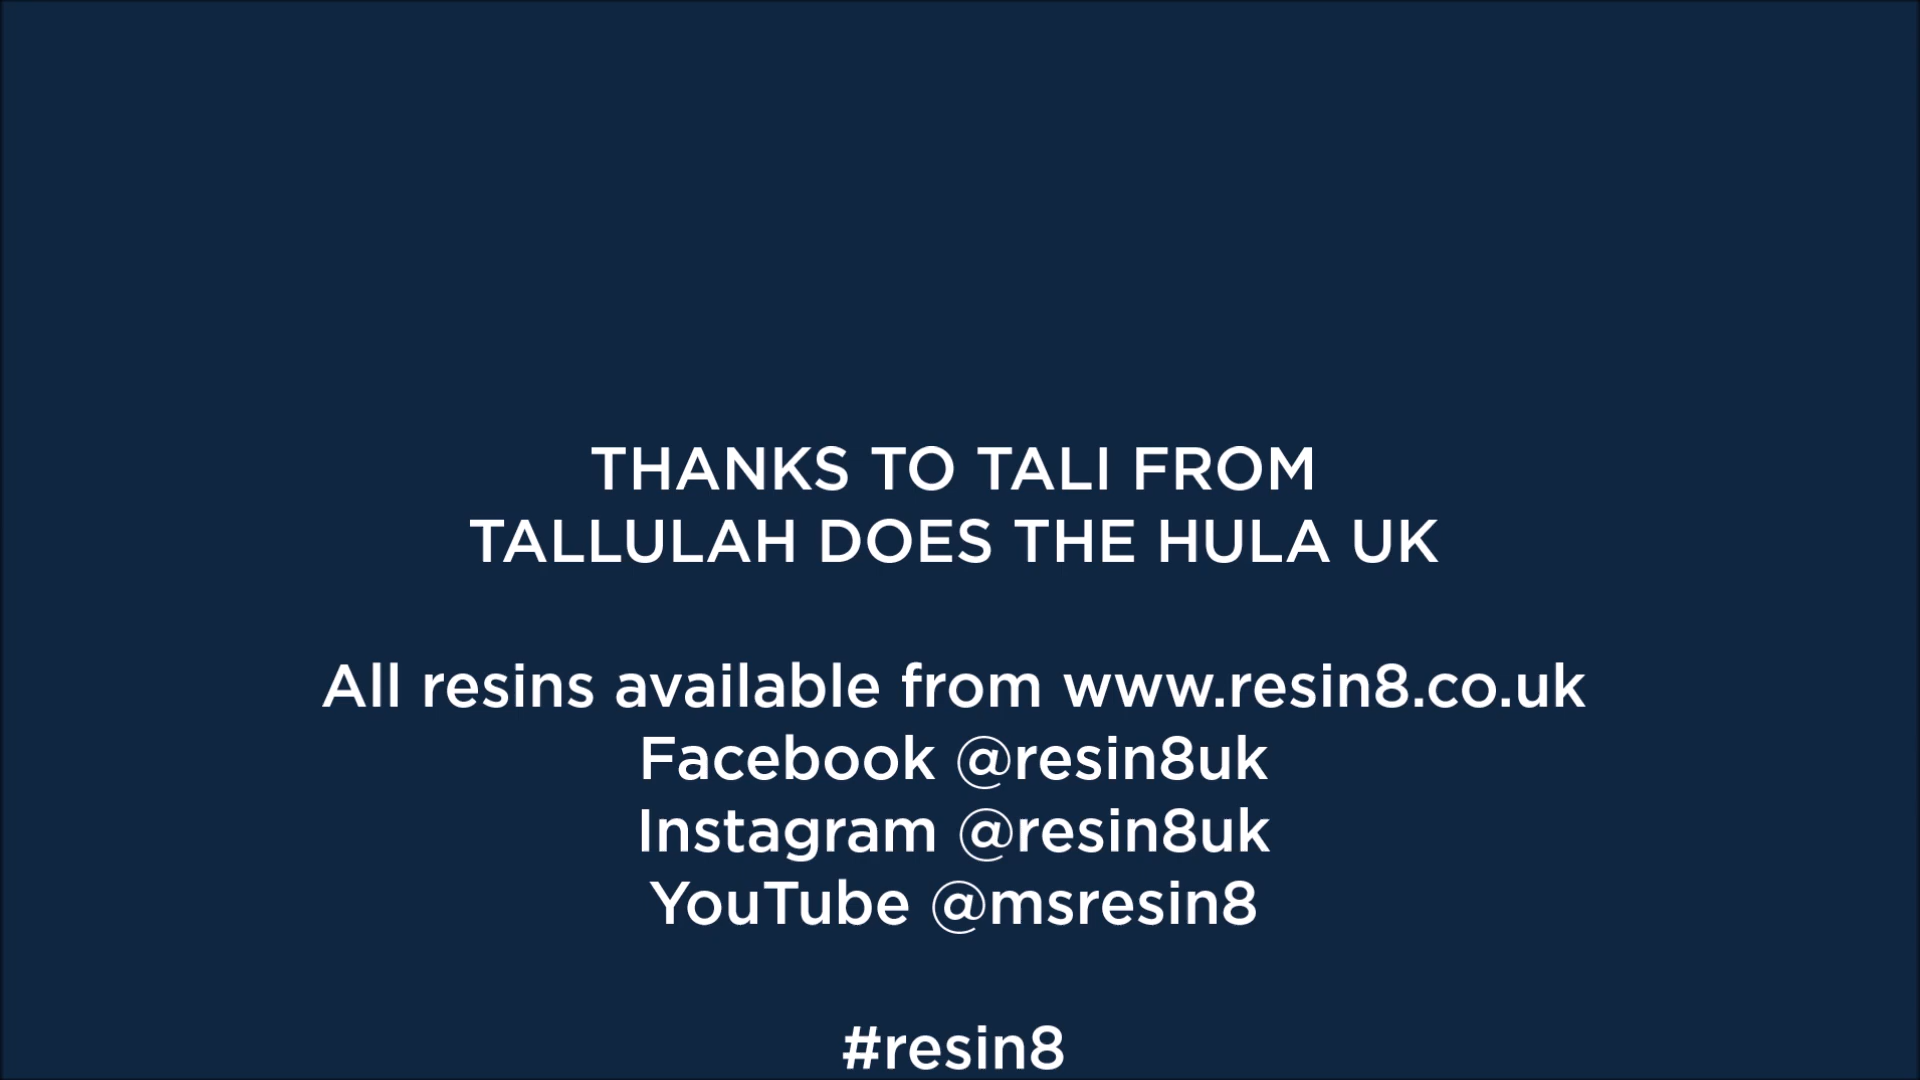 THANKS TO TALI FROM
TALLULAH DOES THE HULA UK
All resins available from www.resin8.co.uk
Facebook @resin8uk
Instagram @resin8uk
YouTube @msresin8
#resin8